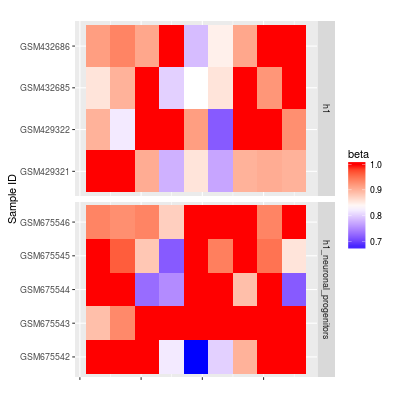 GSM432686
GSM432685
GSM429322
GSM429321
h1
GSM675546
GSM675545
GSM675544
GSM675543
GSM675542
h1_neuronal_progenitors
Sample ID
beta
1.0
0.9
0.8
0.7